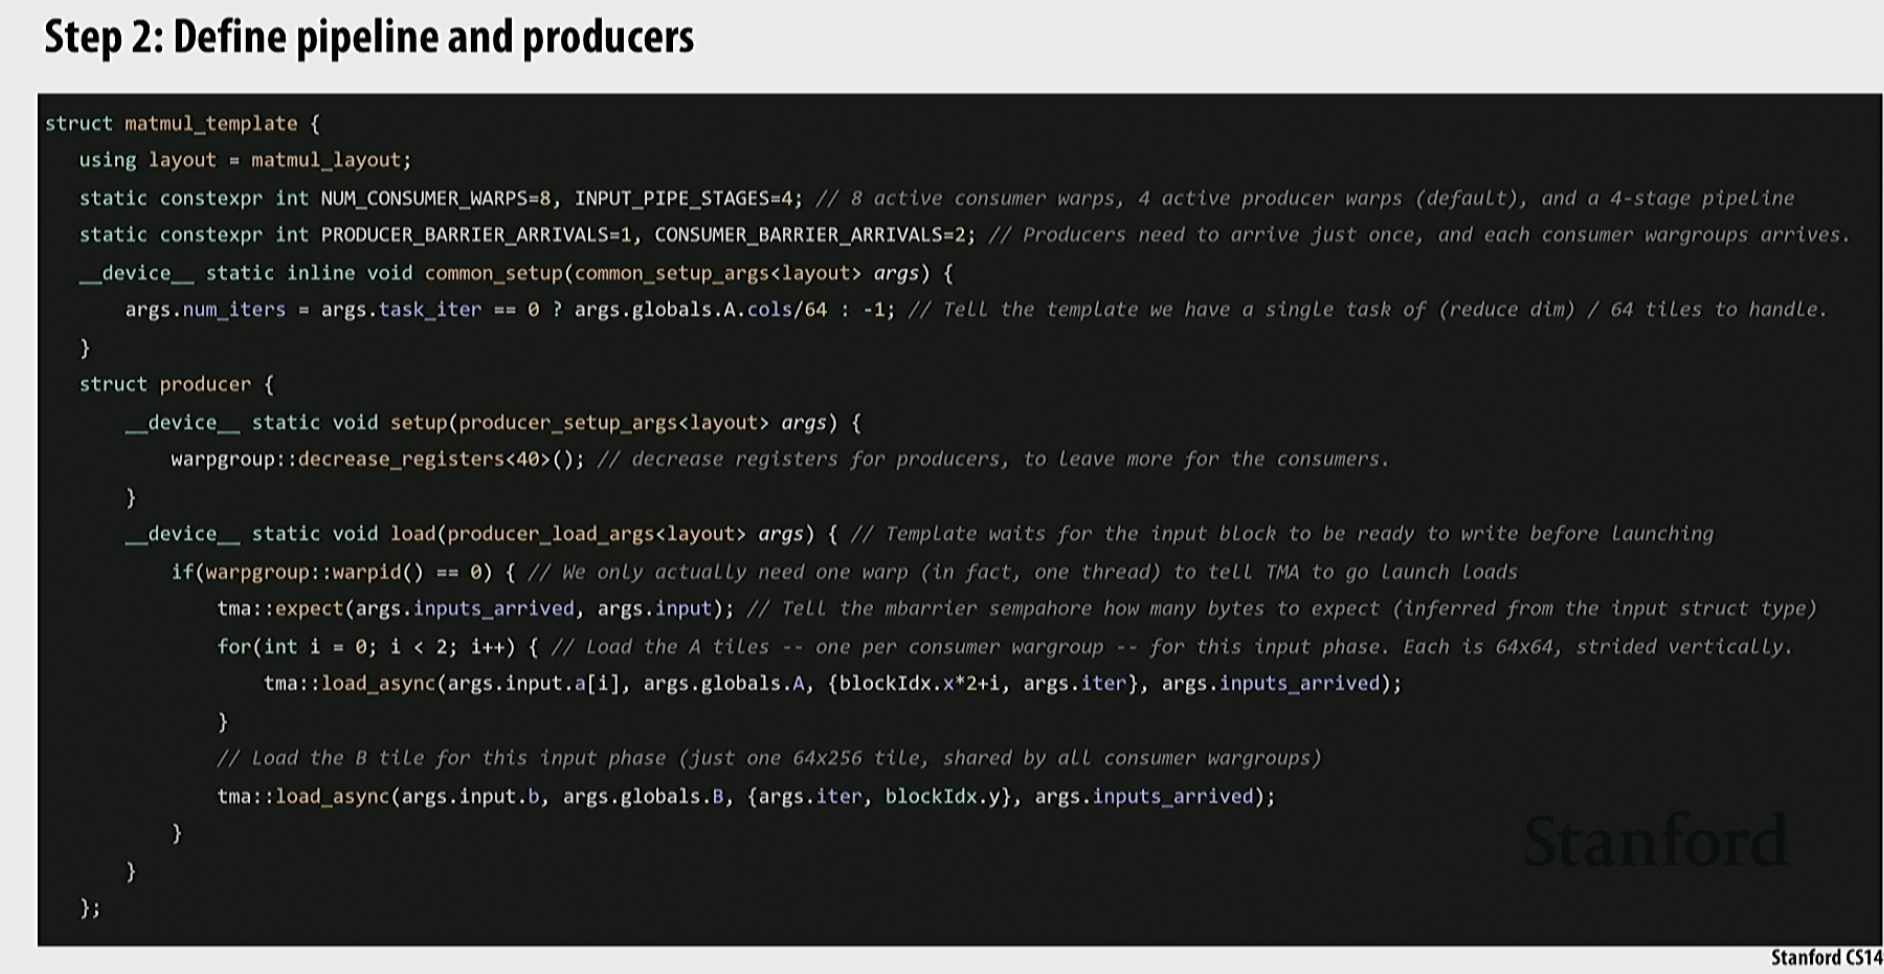 Step 2: Define pipeline and producers
struct matmul_template {
using layout = matmul_layout;
static constexpr int NUM_CONSUMER_WARPS=8, INPUT_PIPE_STAGES=4; // 8 active consumer warps, 4 active producer warps (default), and a 4-stage pipeline
static constexpr int PRODUCER_BARRIER_ARRIVALS=1, CONSUMER_BARRIER_ARRIVALS=2; // Producers need to arrive just once, and each consumer wargroups arrives.
__device__ static inline void common_setup(common_setup_args<layout> args) {
args.num_iters = args.task_iter == 0 ? args.globals.A.cols/64 : -1; // Tell the template we have a single task of (reduce dim) / 64 tiles to handle.
}
struct producer {
__device__ static void setup(producer_setup_args<layout> args) {
warpgroup::decrease_registers<40>(); // decrease registers for producers, to leave more for the consumers.
}
__device__ static void load(producer_load_args<layout> args) { // Template waits for the input block to be ready to write before launching
if(warpgroup::warpid() == 0) { // We only actually need one warp (in fact, one thread) to tell TMA to go launch loads
tma::expect(args.inputs_arrived, args.input); // Tell the mbarrier sempahore how many bytes to expect (inferred from the input struct type)
for(int i = 0; i < 2; i++) { // Load the A tiles -- one per consumer wargroup -- for this input phase. Each is 64x64, strided vertically.
tma::load_async(args.input.a[i], args.globals.A, {blockIdx.x*2+i, args.iter}, args.inputs_arrived);
}
// Load the B tile for this input phase (just one 64x256 tile, shared by all consumer wargroups)
tma::load_async(args.input.b, args.globals.B, {args.iter, blockIdx.y}, args.inputs_arrived);
}
}
};
Stanford
Stanford CS14